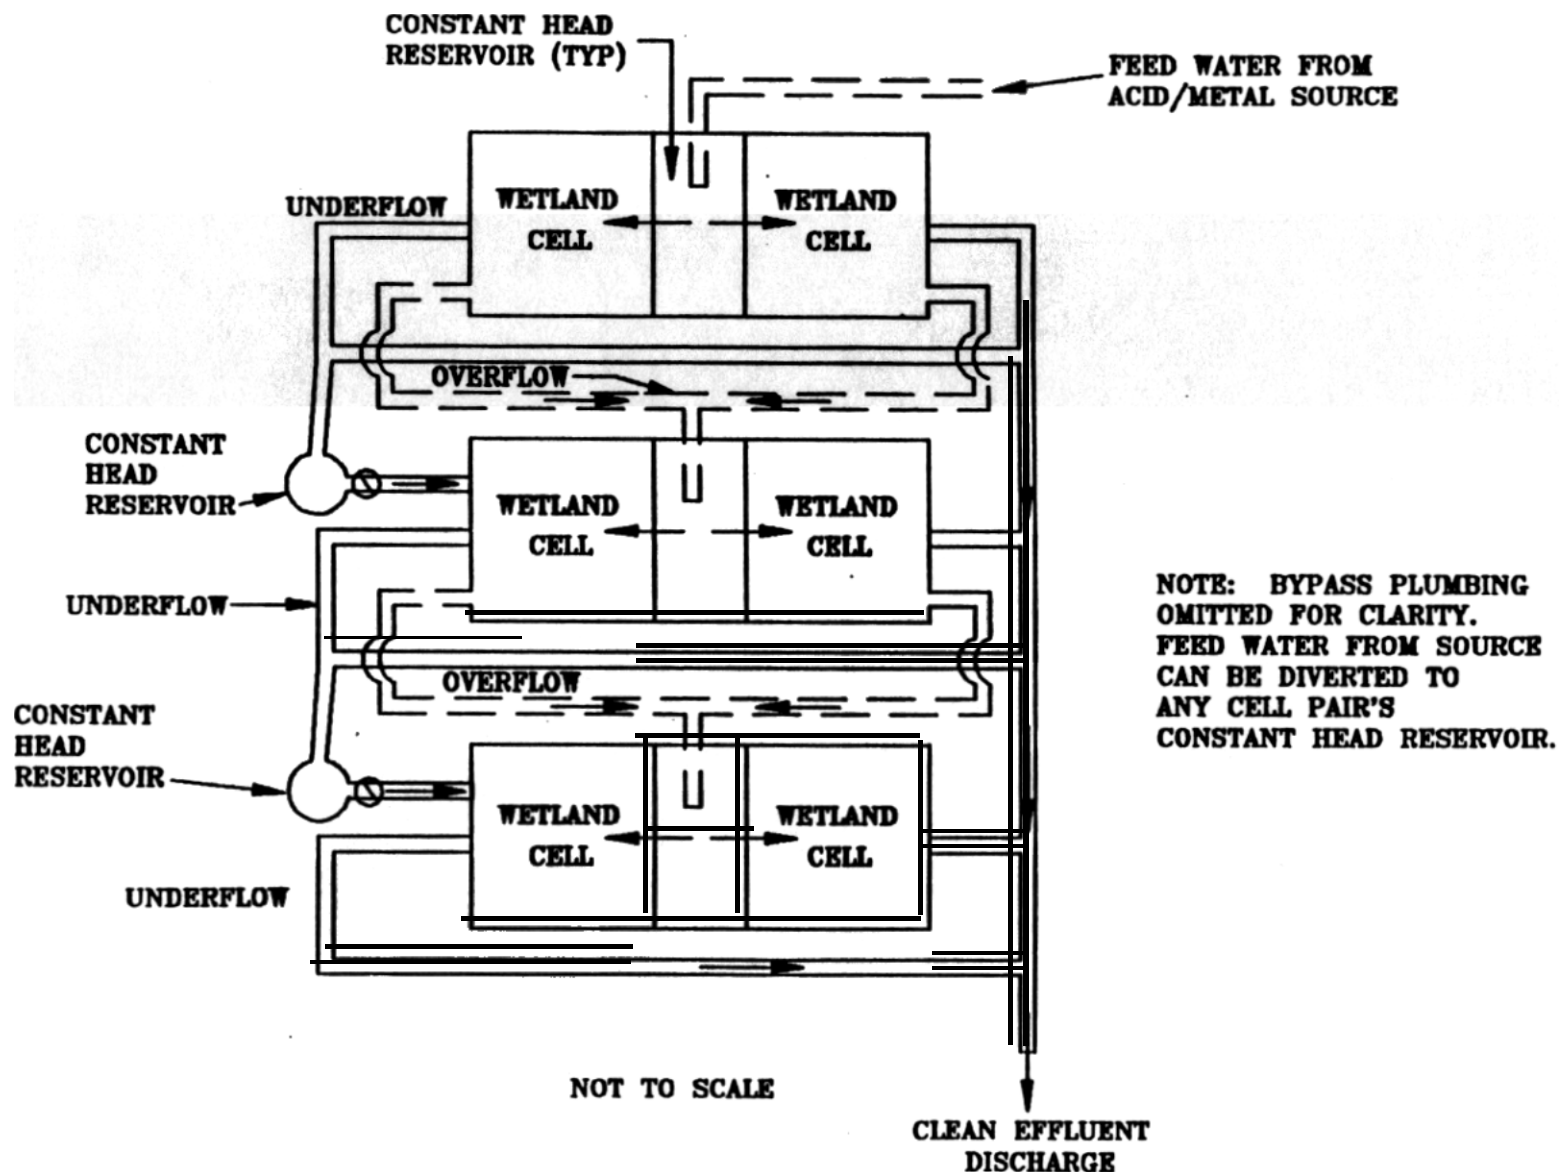 CONSTANT HEAD
RESERVOIR (TYP)
FEED WATER FROM
ACID/METAL SOURCE
UNDERFLOW
WETLAND
CELL
WETLAND
CELL
OVERFLOW
CONSTANT
HEAD
RESERVOIR
WETLAND
CELL
WETLAND
CELL
UNDERFLOW
NOTE: BYPASS PLUMBING
OMITTED FOR CLARITY.
FEED WATER FROM SOURCE
CAN BE DIVERTED TO
ANY CELL PAIR'S
CONSTANT HEAD RESERVOIR.
OVERFLOW
CONSTANT
HEAD
RESERVOIR
WETLAND
CELL
WETLAND
CELL
UNDERFLOW
NOT TO SCALE
CLEAN EFFLUENT
DISCHARGE